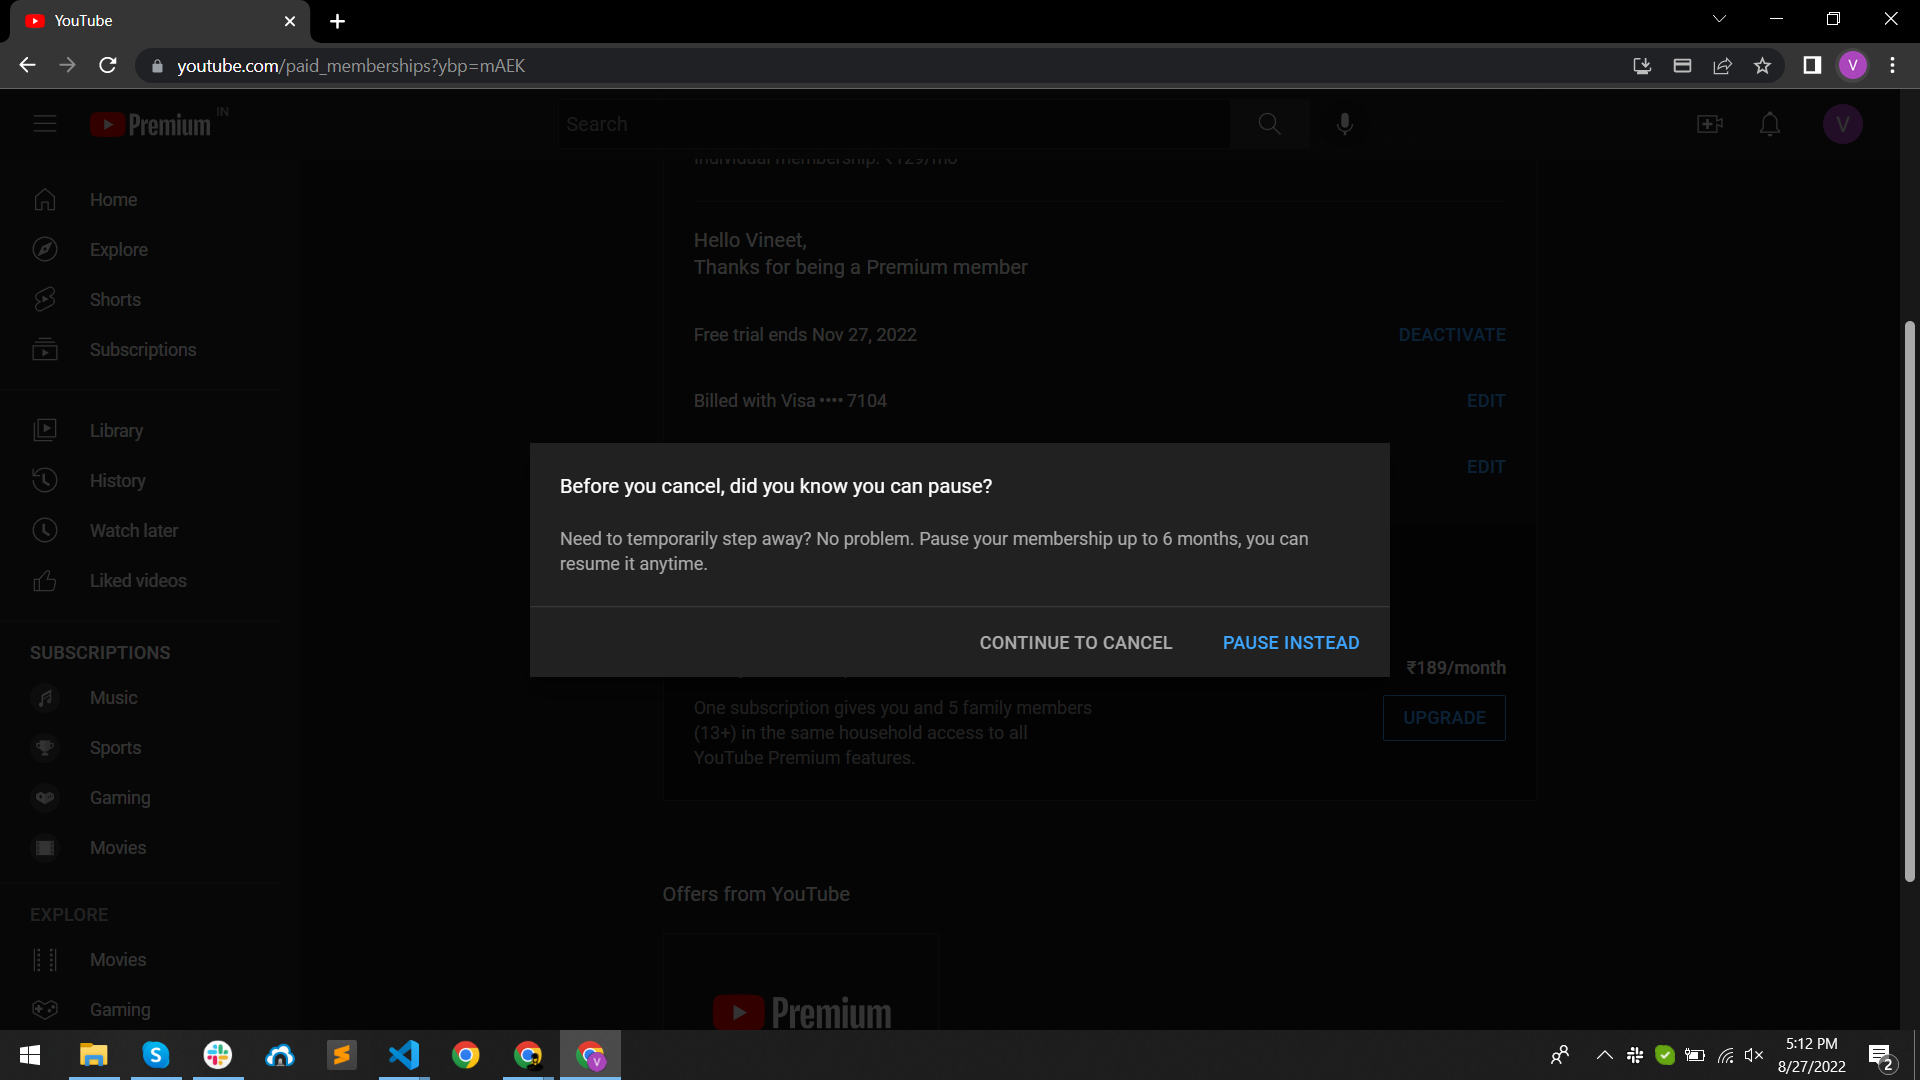 YouTube
youtube.com/paid_memberships?ybp=mAEK
V
Premium IN
Search
V
Individual membership: ₹129/mo
Home
Explore
Shorts
Subscriptions
Library
History
Watch later
Liked videos
SUBSCRIPTIONS
Music
Sports
Gaming
Movies
EXPLORE
Movies
Gaming
Hello Vineet,
Thanks for being a Premium member
Free trial ends Nov 27, 2022
DEACTIVATE
Billed with Visa •••• 7104
EDIT
EDIT
Before you cancel, did you know you can pause?
Need to temporarily step away? No problem. Pause your membership up to 6 months, you can
resume it anytime.
CONTINUE TO CANCEL
PAUSE INSTEAD
₹189/month
One subscription gives you and 5 family members
(13+) in the same household access to all
YouTube Premium features.
UPGRADE
Offers from YouTube
Premium
S
V
5:12 PM
8/27/2022
2